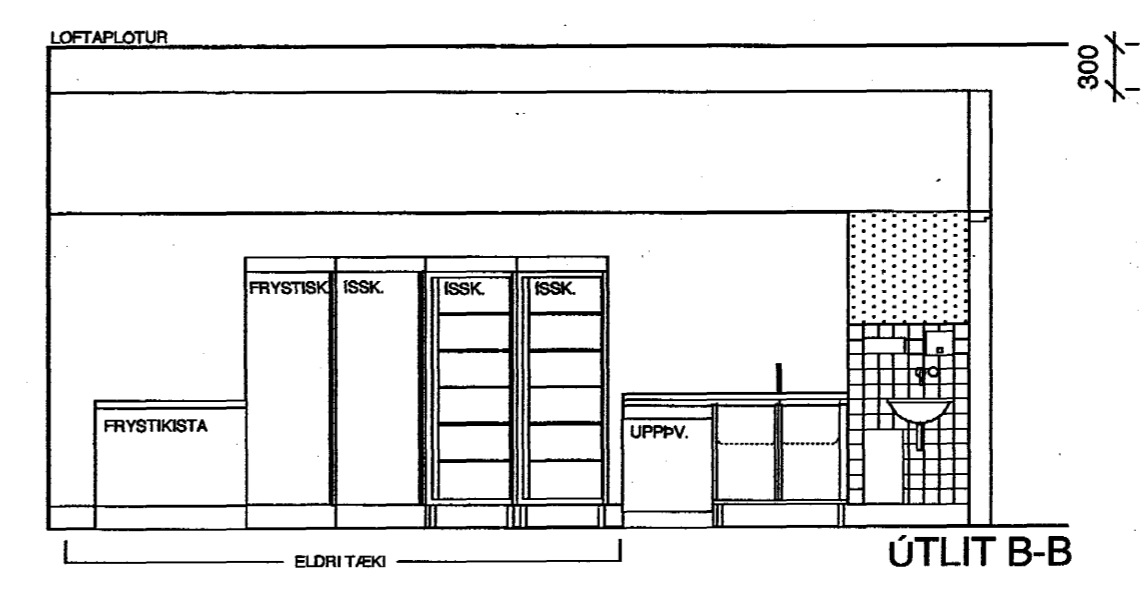 LOFTAPLÖTUR
300
FRYSTISK.
ÍSSK.
ÍSSK.
ÍSSK.
FRYSTIKISTA
UPPÞV.
ELDRI TÆKI
ÚTLIT B-B